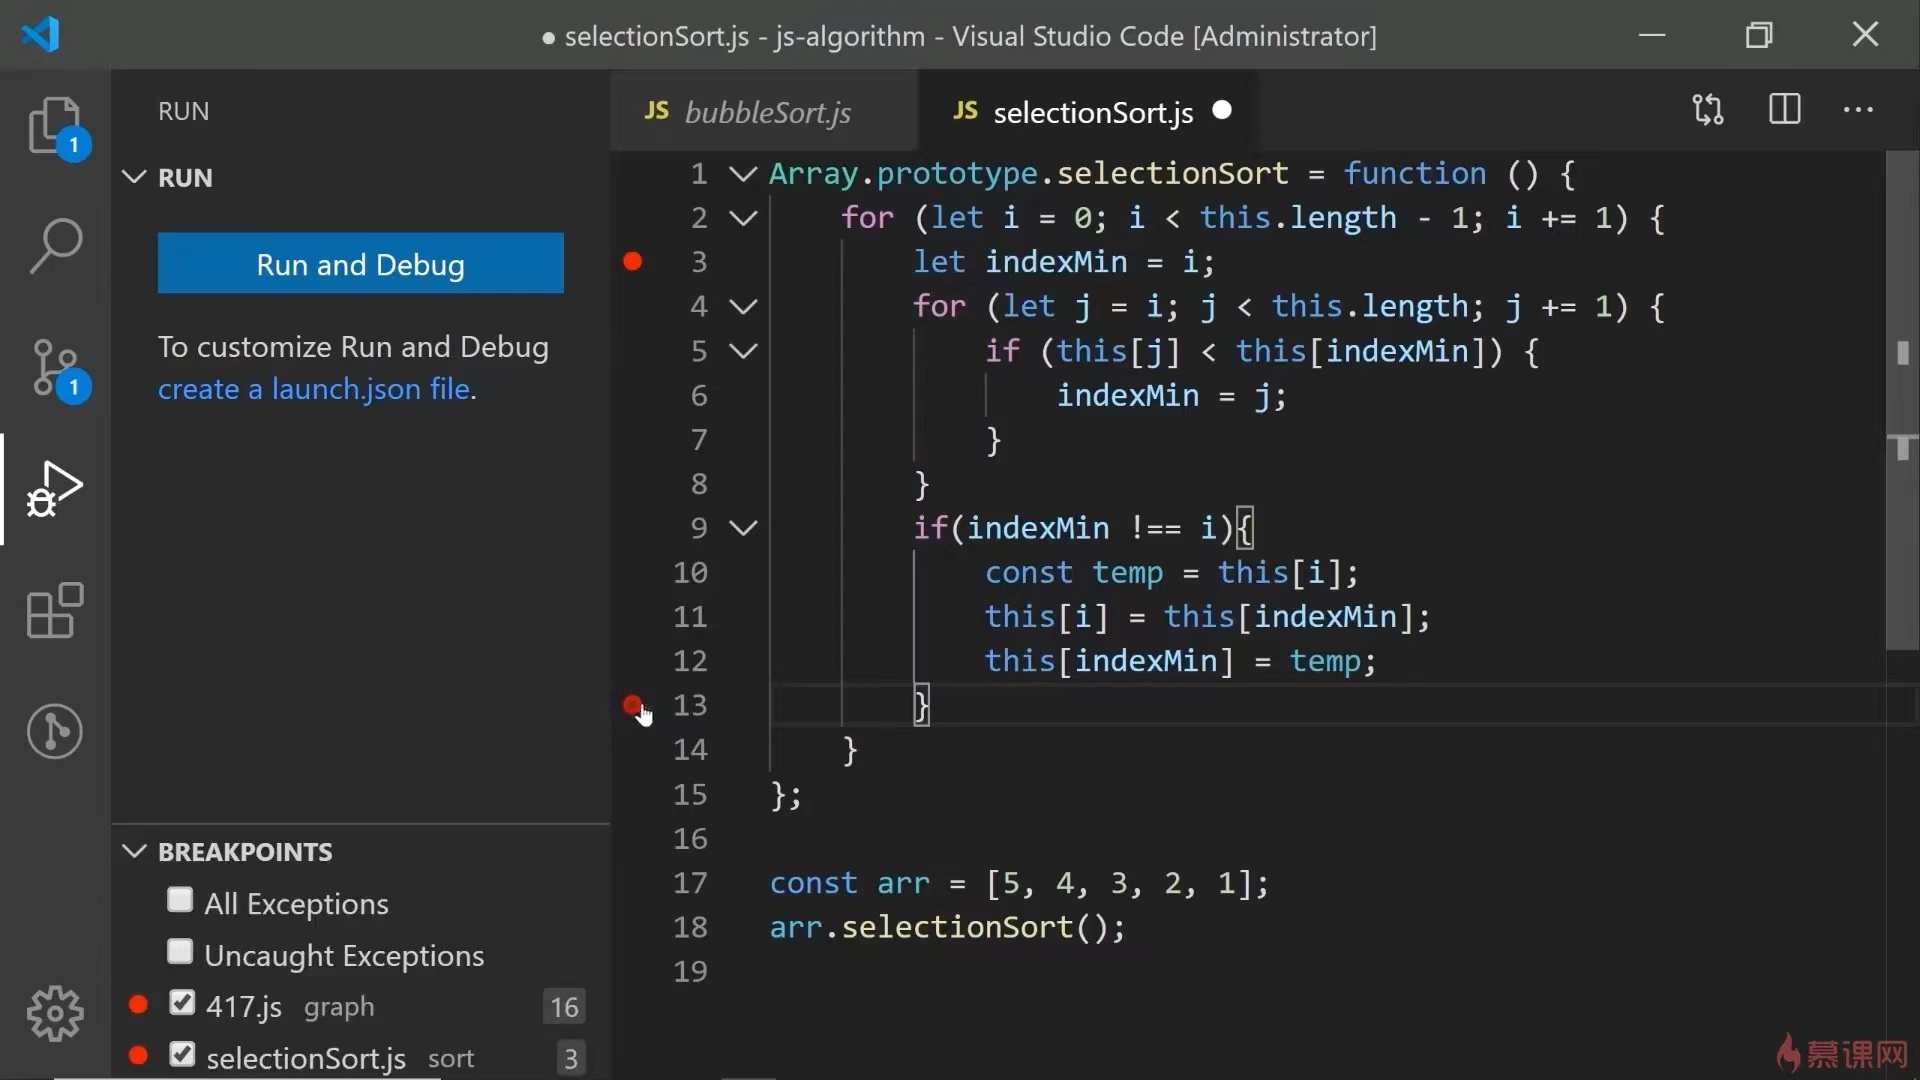 ● selectionSort.js - js-algorithm - Visual Studio Code [Administrator]
RUN
JS bubbleSort.js
JS selectionSort.js ●
1
1
RUN
Run and Debug
To customize Run and Debug
create a launch.json file.
BREAKPOINTS
All Exceptions
Uncaught Exceptions
417.js graph 16
selectionSort.js sort 3
1 Array.prototype.selectionSort = function () {
2 for (let i = 0; i < this.length - 1; i += 1) {
3 let indexMin = i;
4 for (let j = i; j < this.length; j += 1) {
5 if (this[j] < this[indexMin]) {
6 indexMin = j;
7 }
8 }
9 if(indexMin !== i){
10 const temp = this[i];
11 this[i] = this[indexMin];
12 this[indexMin] = temp;
13 }
14 }
15 };
16
17 const arr = [5, 4, 3, 2, 1];
18 arr.selectionSort();
19
慕课网